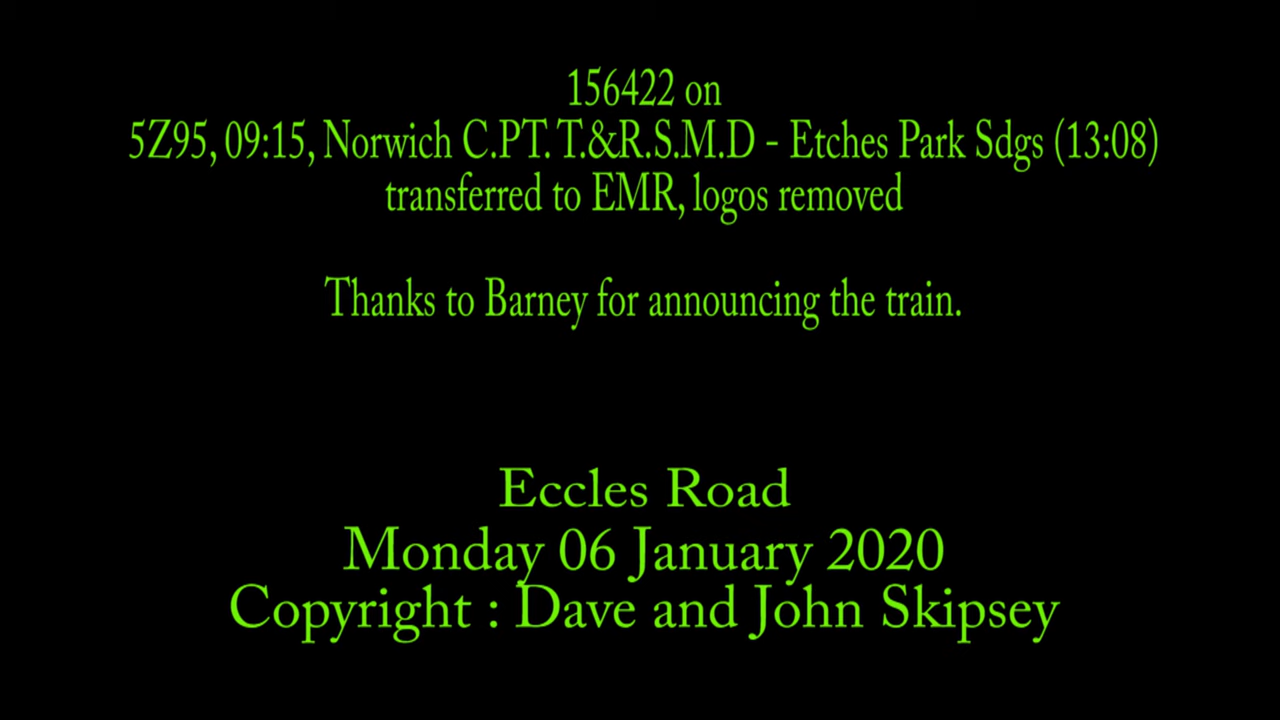 156422 on
5Z95, 09:15, Norwich C.PT. T.&R.S.M.D - Etches Park Sdgs (13:08)
transferred to EMR, logos removed
Thanks to Barney for announcing the train.
Eccles Road
Monday 06 January 2020
Copyright : Dave and John Skipsey